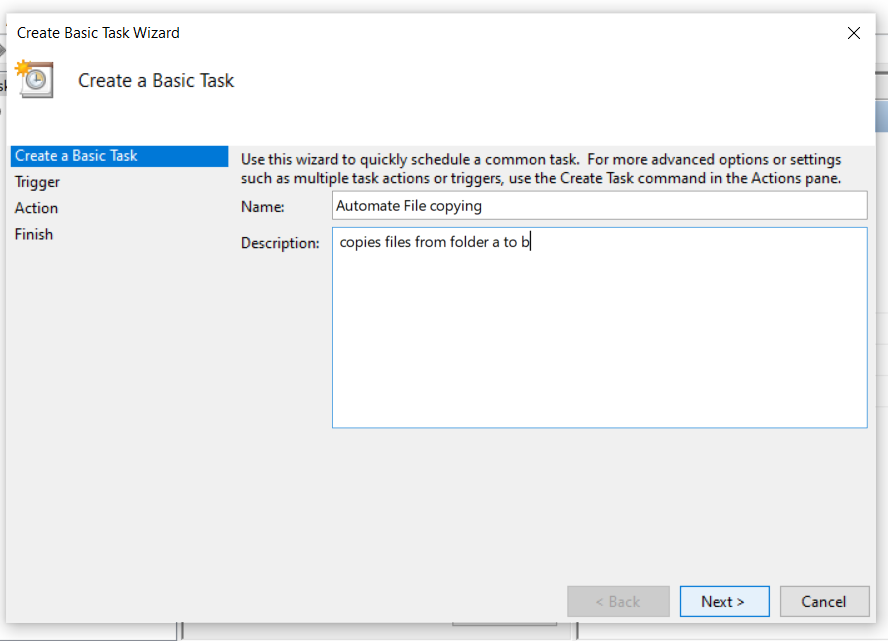 Create Basic Task Wizard
Create a Basic Task
Create a Basic Task
Trigger
Action
Finish
Use this wizard to quickly schedule a common task.  For more advanced options or settings
such as multiple task actions or triggers, use the Create Task command in the Actions pane.
Name: Automate File copying
Description: copies files from folder a to b
< Back Next > Cancel